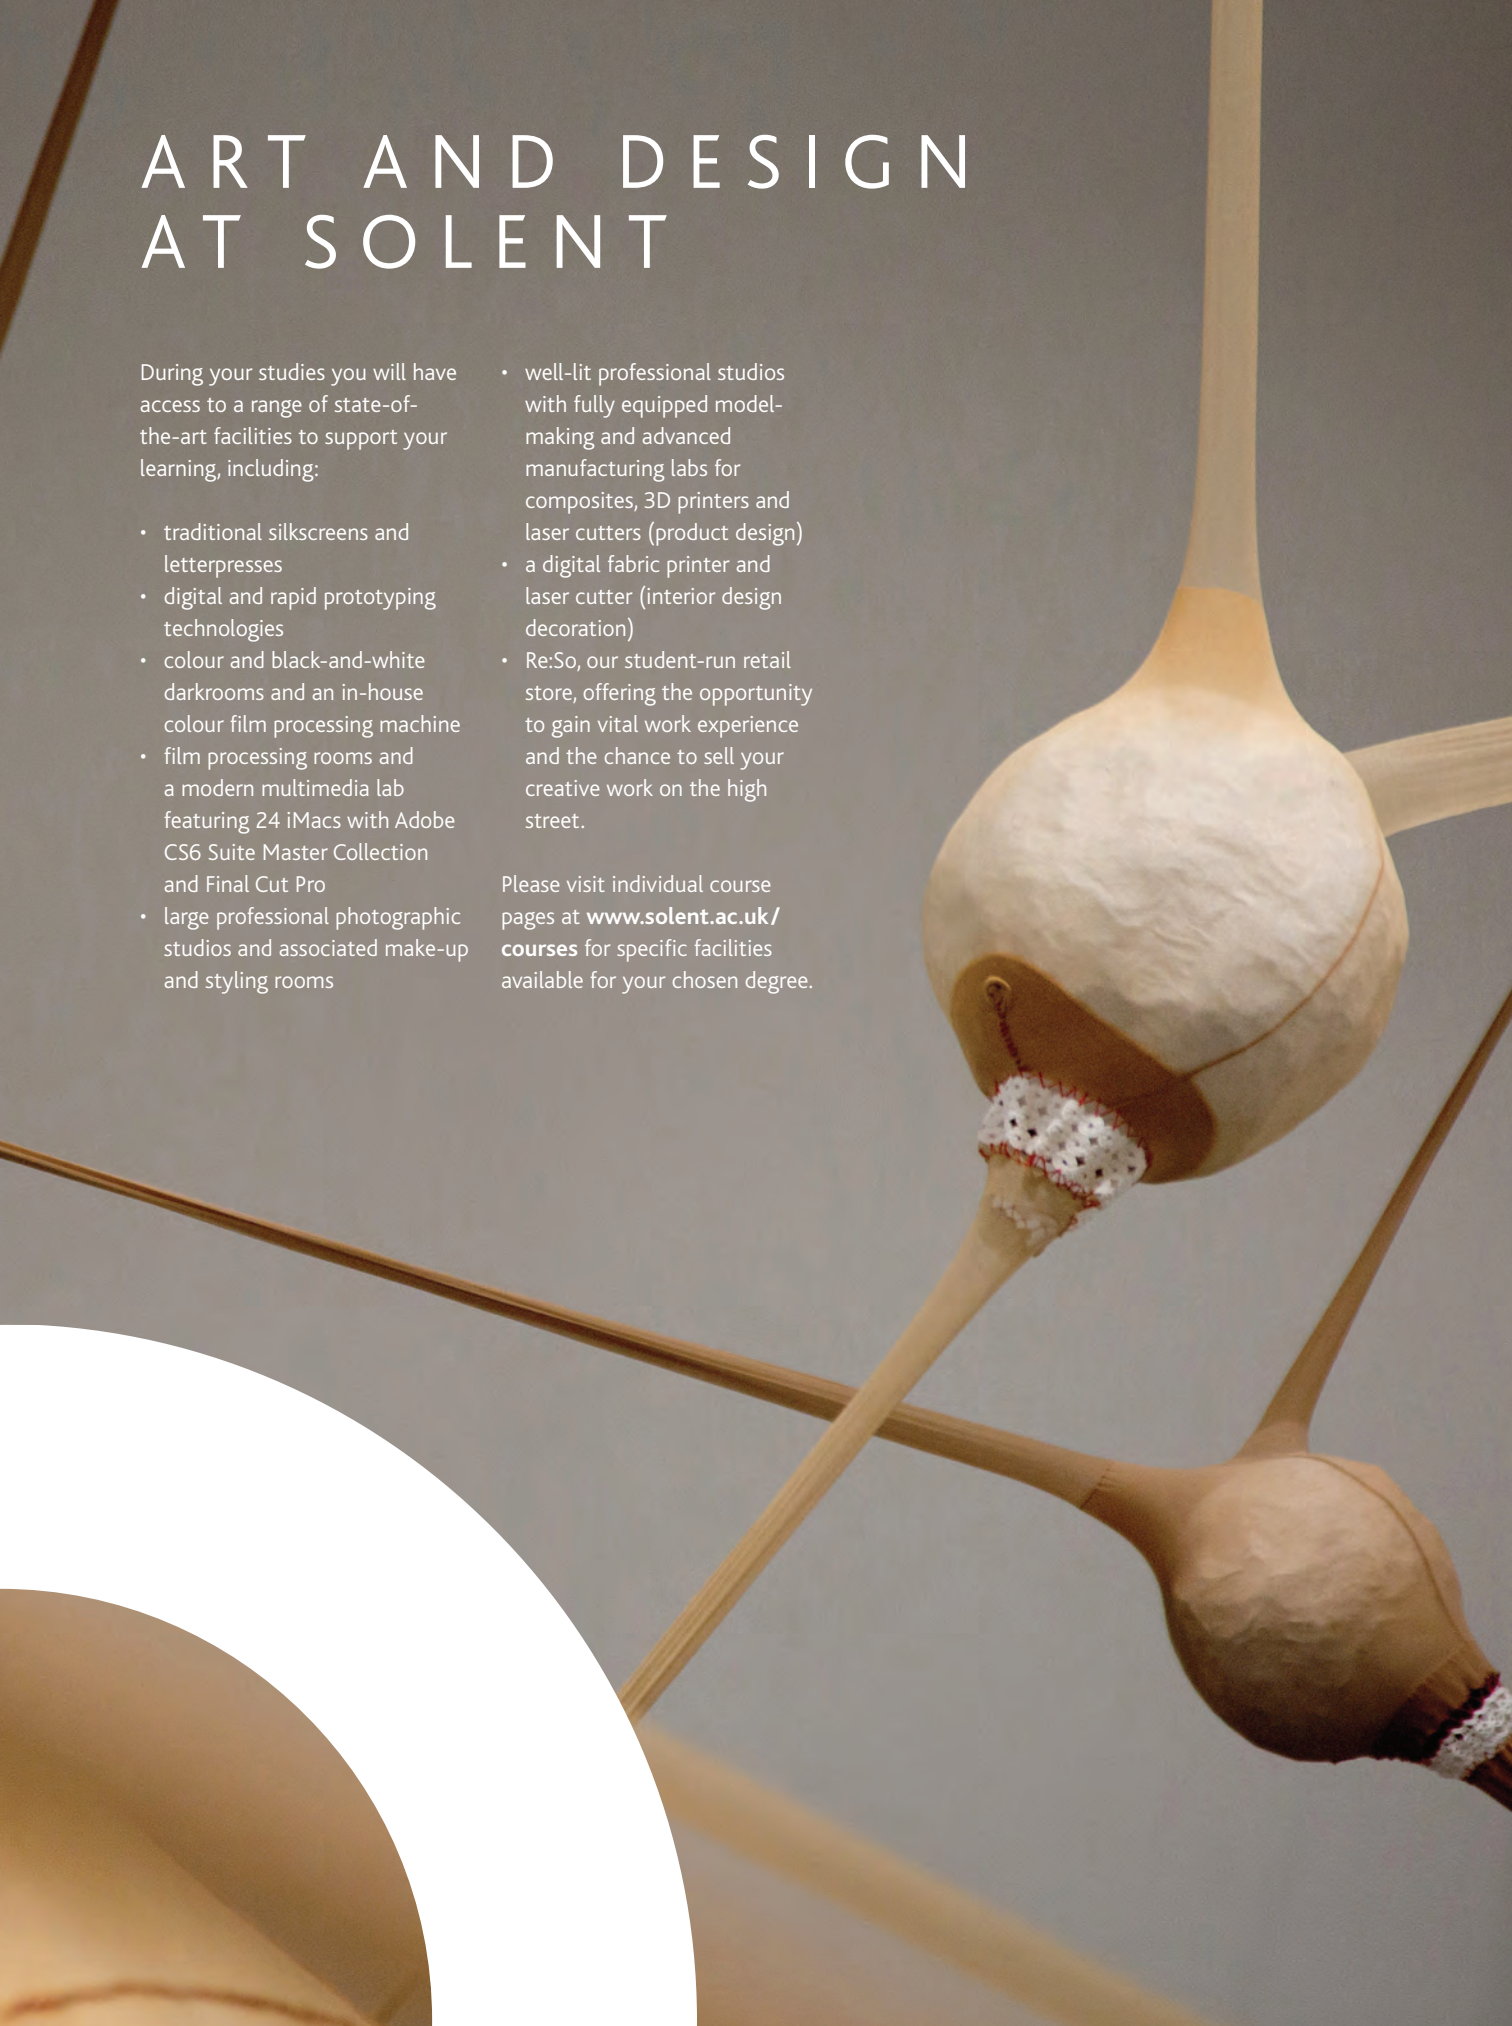 ART AND DESIGN
AT SOLENT
During your studies you will have
access to a range of state-of-
the-art facilities to support your
learning, including:
• traditional silkscreens and
letterpresses
• digital and rapid prototyping
technologies
• colour and black-and-white
darkrooms and an in-house
colour film processing machine
• film processing rooms and
a modern multimedia lab
featuring 24 iMacs with Adobe
CS6 Suite Master Collection
and Final Cut Pro
• large professional photographic
studios and associated make-up
and styling rooms
• well-lit professional studios
with fully equipped model-
making and advanced
manufacturing labs for
composites, 3D printers and
laser cutters (product design)
• a digital fabric printer and
laser cutter (interior design
decoration)
• Re:So, our student-run retail
store, offering the opportunity
to gain vital work experience
and the chance to sell your
creative work on the high
street.
Please visit individual course
pages at www.solent.ac.uk/
courses for specific facilities
available for your chosen degree.